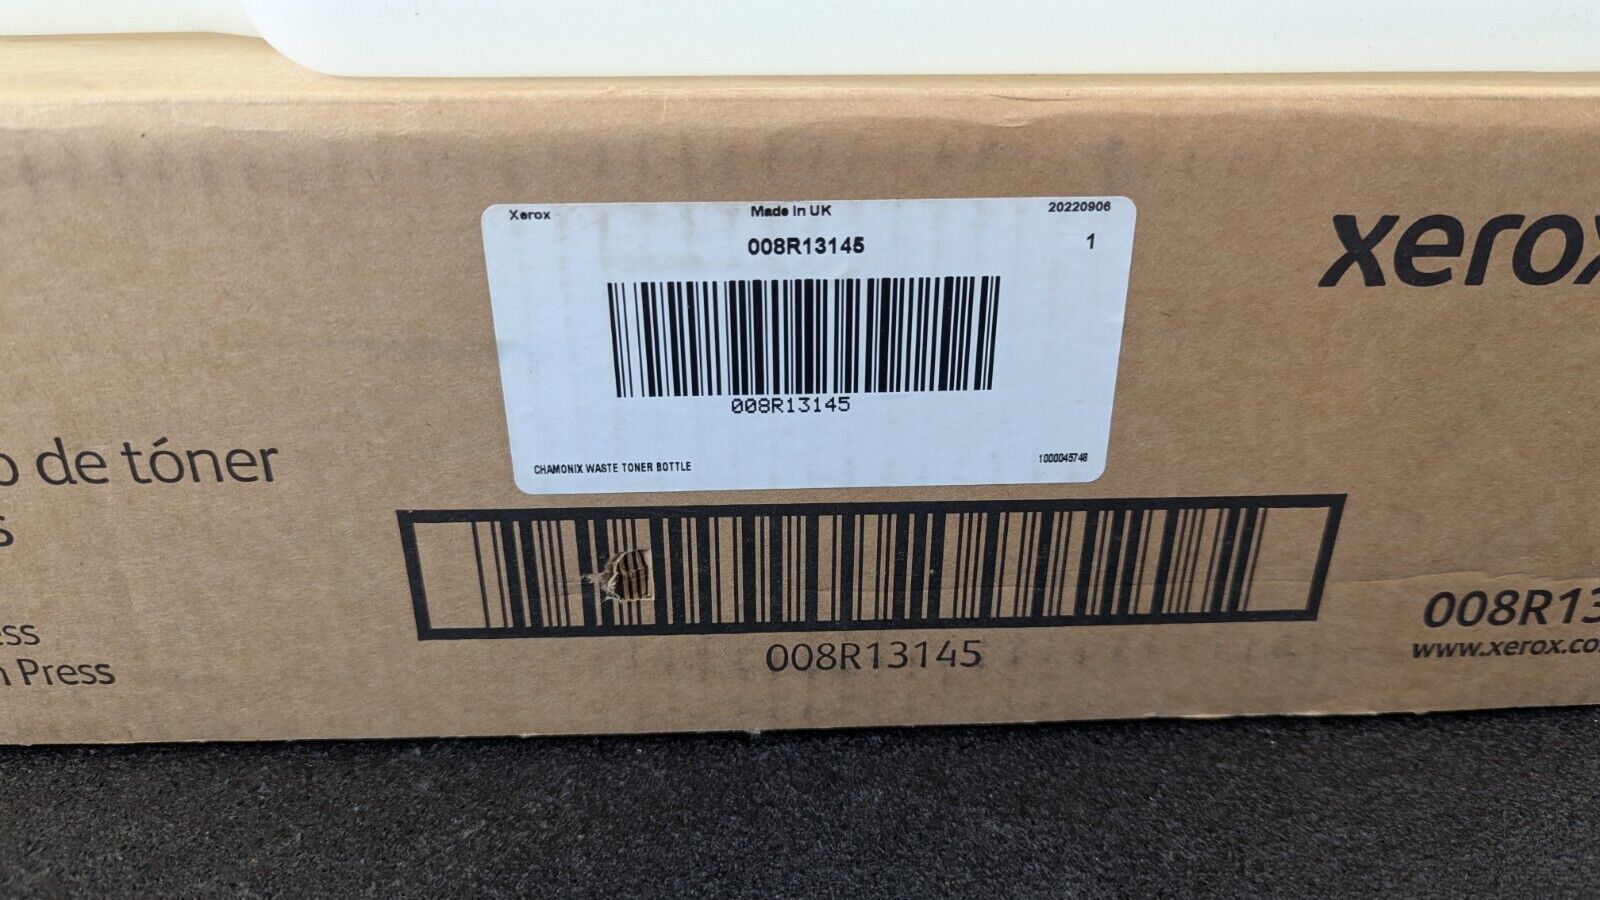 Xerox Made in UK 20220906
008R13145 1
008R13145
CHAMONIX WASTE TONER BOTTLE 1000045748
xerox
o de tóner
s
ess
n Press
008R13145
008R13
www.xerox.co